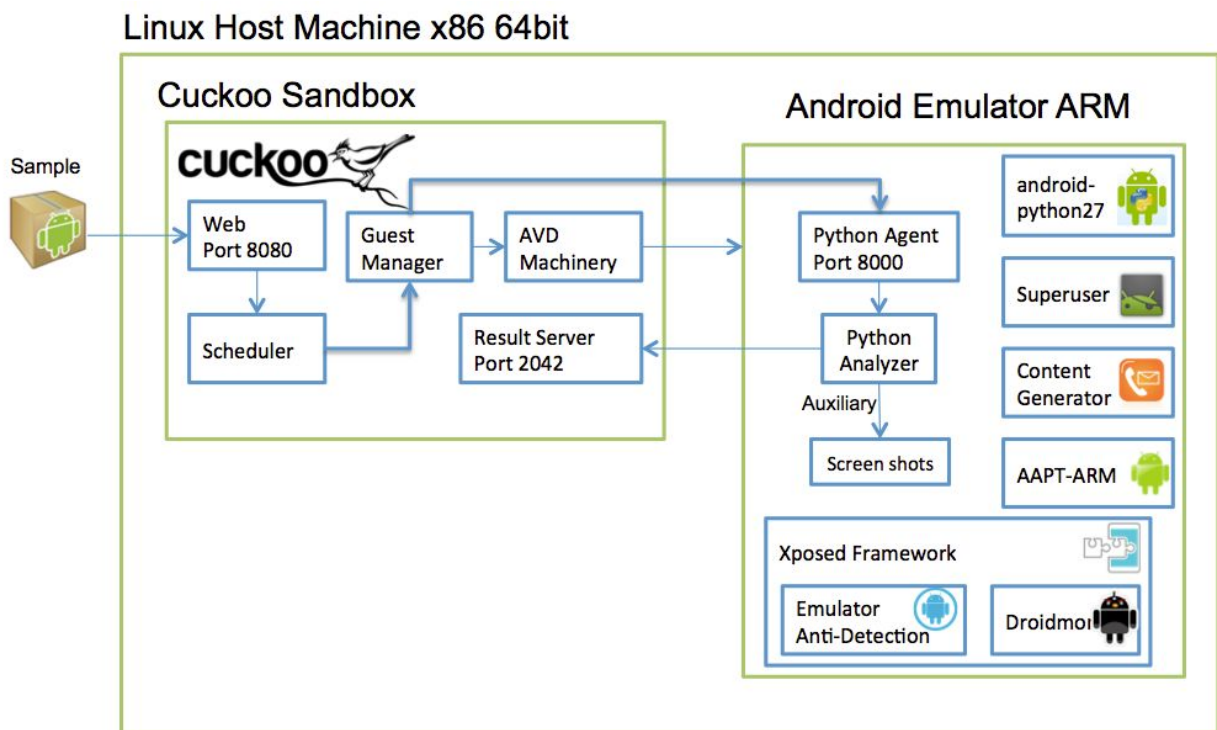 Linux Host Machine x86 64bit
Cuckoo Sandbox
Android Emulator ARM
Sample
cuckoo
Web
Port 8080
Guest
Manager
AVD
Machinery
Scheduler
Result Server
Port 2042
Python Agent
Port 8000
Python
Analyzer
Auxiliary
Screen shots
android-
python27
Superuser
Content
Generator
AAPT-ARM
Xposed Framework
Emulator
Anti-Detection
Droidmon